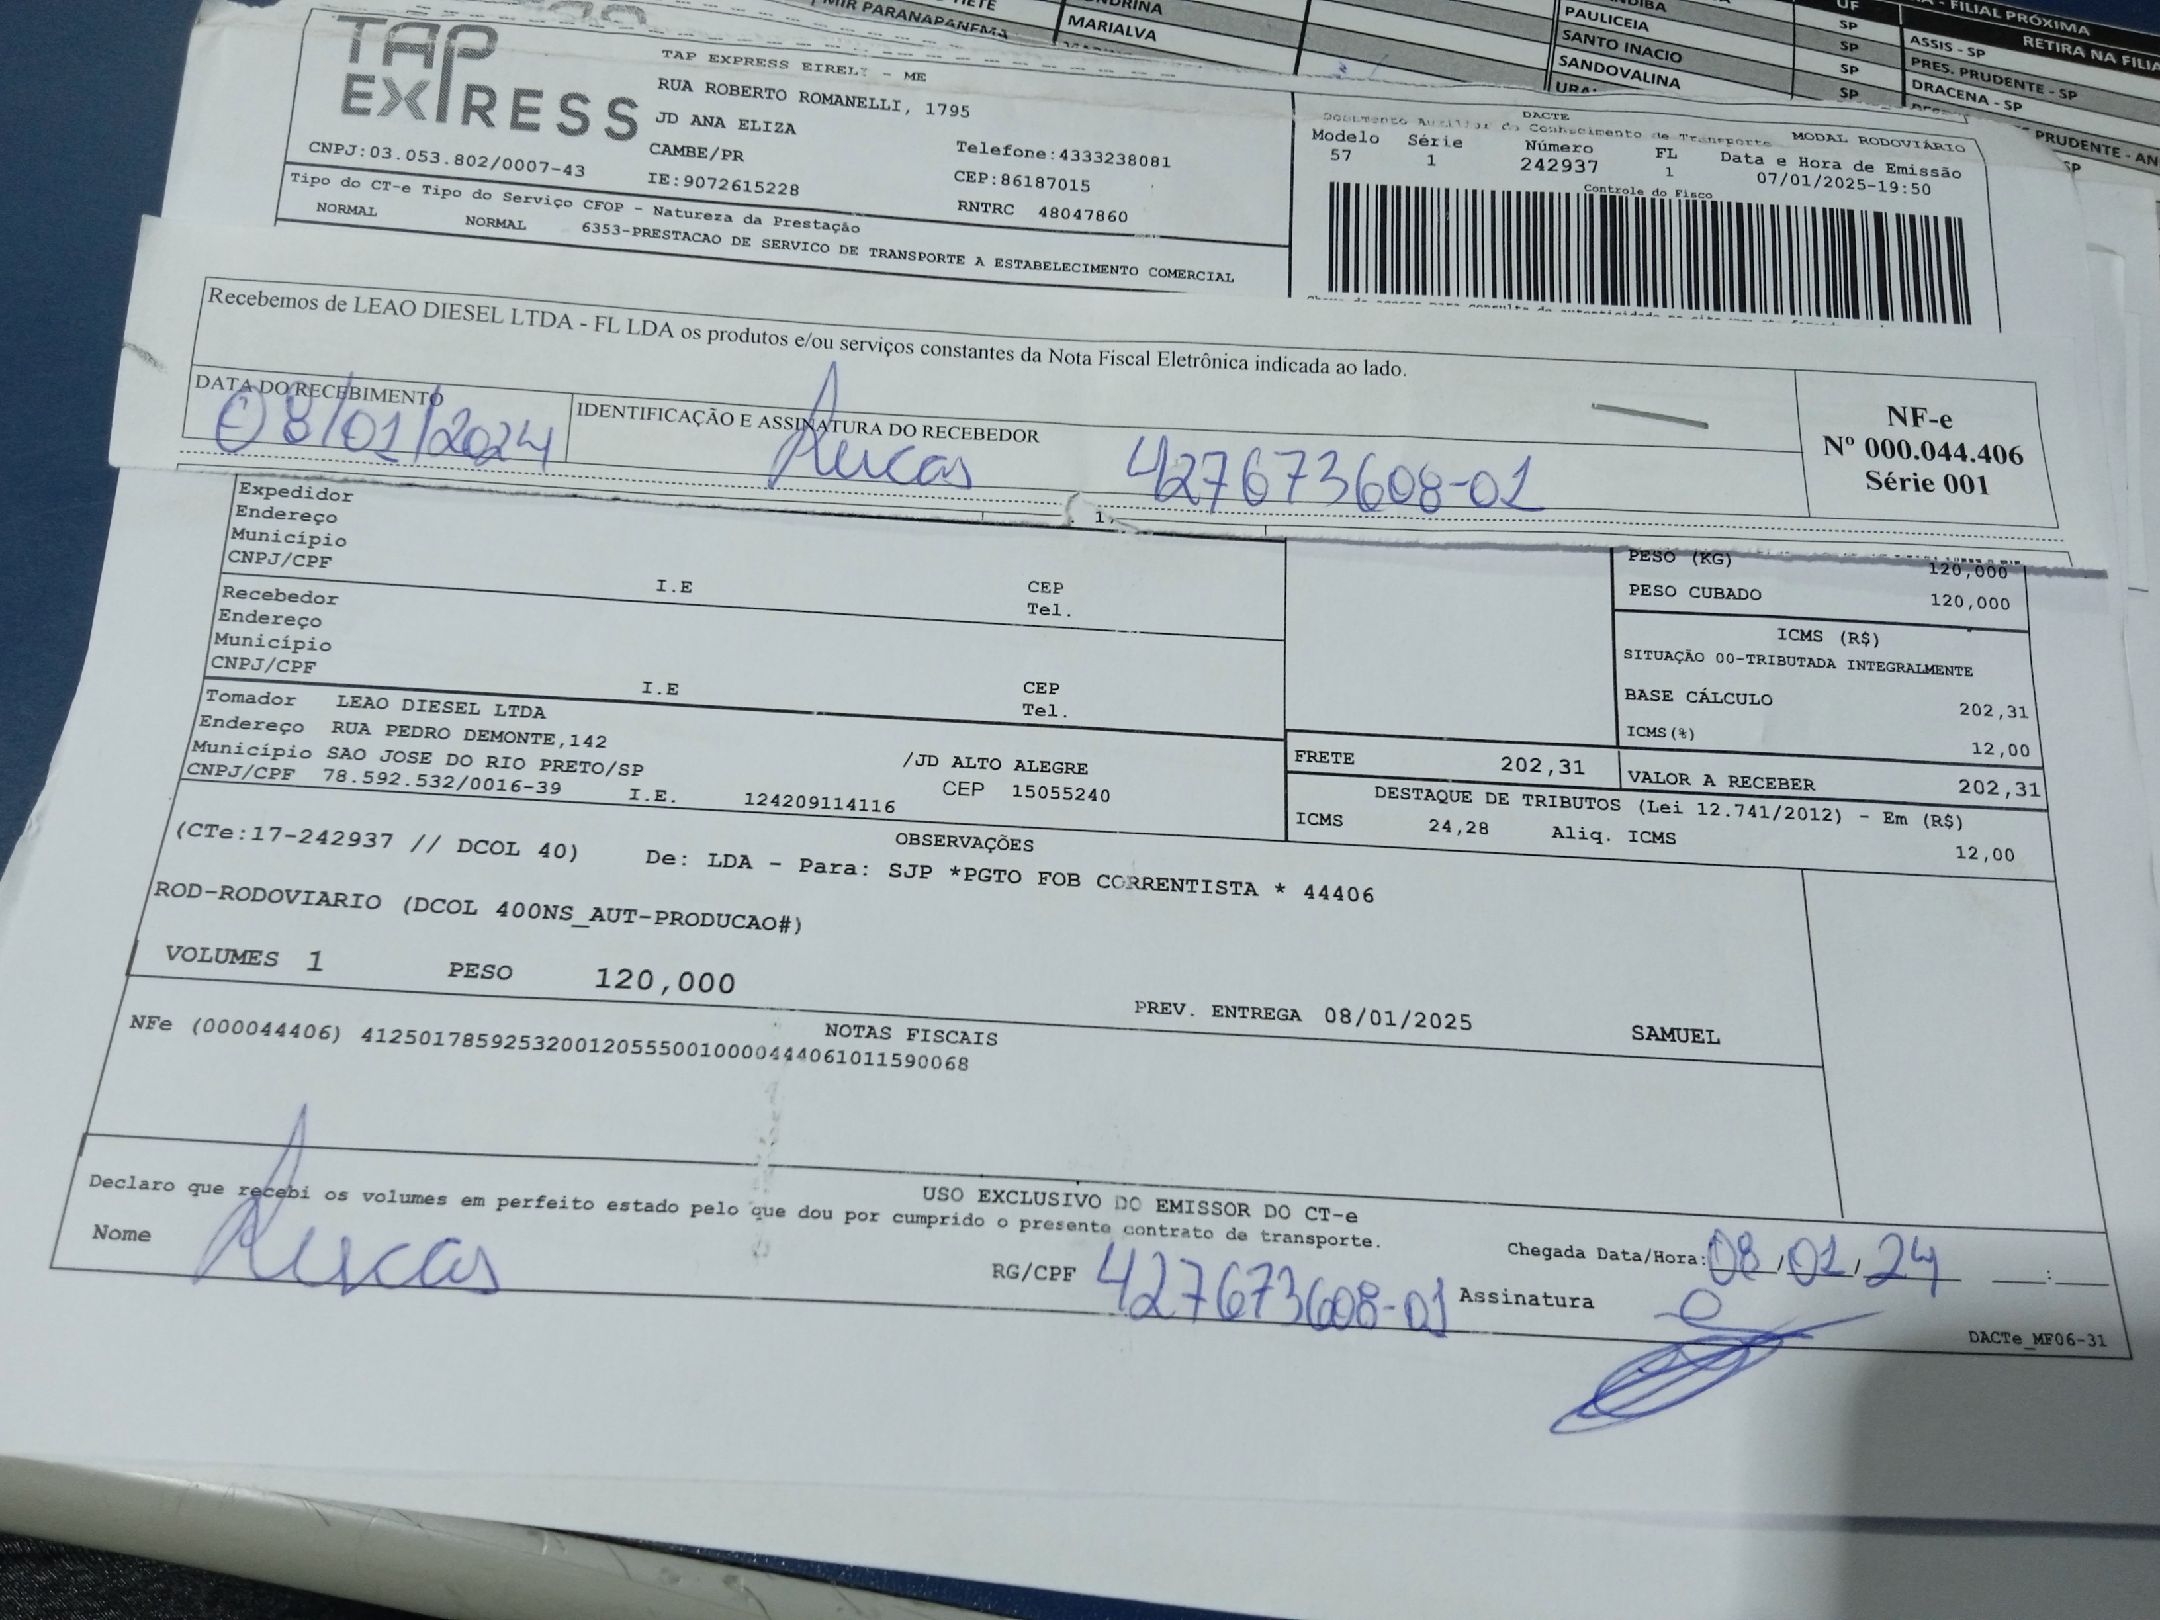 MIR PARANAPANEMA
MARIALVA
PAULICEIA
SANTO INACIO
SANDOVALINA
UF
SP
SP
SP
SP
FILIAL PRÓXIMA
RETIRA NA FILIA
ASSIS - SP
PRES. PRUDENTE - SP
DRACENA - SP
PRUDENTE - AN
TAP
EXPRESS
TAP EXPRESS EIRELI - ME
RUA ROBERTO ROMANELLI, 1795
JD ANA ELIZA
CAMBE/PR
Telefone:4333238081
CNPJ:03.053.802/0007-43
IE:9072615228
CEP:86187015
RNTRC 48047860
DACTE
Documento Auxiliar do Conhecimento de Transporte
MODAL RODOVIÁRIO
Modelo Série Número FL Data e Hora de Emissão
57 1 242937 1 07/01/2025-19:50
Controle do Fisco
Tipo do CT-e Tipo do Serviço CFOP - Natureza da Prestação
NORMAL NORMAL 6353-PRESTACAO DE SERVICO DE TRANSPORTE A ESTABELECIMENTO COMERCIAL
Recebemos de LEAO DIESEL LTDA - FL LDA os produtos e/ou serviços constantes da Nota Fiscal Eletrônica indicada ao lado.
DATA DO RECEBIMENTO
08/01/2024
IDENTIFICAÇÃO E ASSINATURA DO RECEBEDOR
Lucas 427673608-01
NF-e
Nº 000.044.406
Série 001
Expedidor
Endereço
Município
CNPJ/CPF
I.E
CEP
Tel.
Recebedor
Endereço
Município
CNPJ/CPF
I.E
CEP
Tel.
PESO (KG) 120,000
PESO CUBADO 120,000
ICMS (R$)
SITUAÇÃO 00-TRIBUTADA INTEGRALMENTE
BASE CÁLCULO 202,31
ICMS(%) 12,00
Tomador LEAO DIESEL LTDA
Endereço RUA PEDRO DEMONTE,142 /JD ALTO ALEGRE
Município SAO JOSE DO RIO PRETO/SP CEP 15055240
CNPJ/CPF 78.592.532/0016-39 I.E. 124209114116
FRETE 202,31 VALOR A RECEBER 202,31
DESTAQUE DE TRIBUTOS (Lei 12.741/2012) - Em (R$)
ICMS 24,28 Aliq. ICMS 12,00
OBSERVAÇÕES
(CTe:17-242937 // DCOL 40) De: LDA - Para: SJP *PGTO FOB CORRENTISTA * 44406
ROD-RODOVIARIO (DCOL 400NS_AUT-PRODUCAO#)
VOLUMES 1 PESO 120,000
PREV. ENTREGA 08/01/2025 SAMUEL
NOTAS FISCAIS
NFe (000044406) 41250178592532001205550010000444061011590068
USO EXCLUSIVO DO EMISSOR DO CT-e
Declaro que recebi os volumes em perfeito estado pelo que dou por cumprido o presente contrato de transporte.
Nome Lucas
RG/CPF 427673608-01
Chegada Data/Hora: 08/01/24 :
Assinatura
DACTe_MF06-31